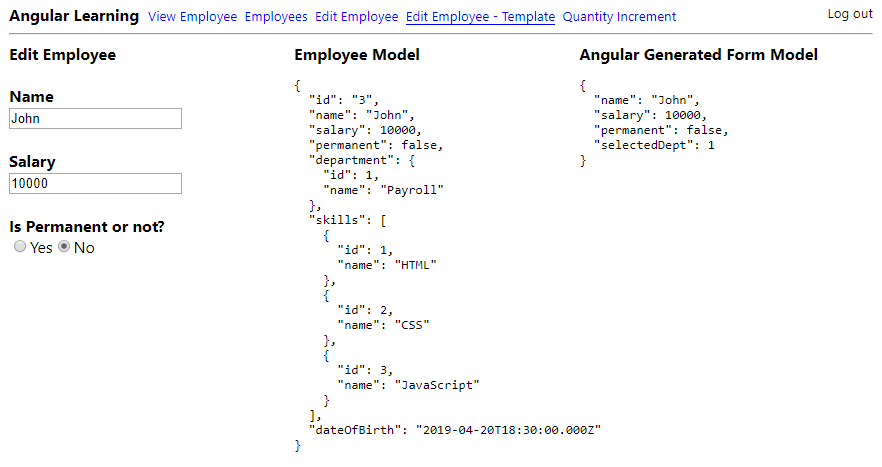 Angular Learning View Employee Employees Edit Employee Edit Employee - Template Quantity Increment Log out
Edit Employee
Name
John
Salary
10000
Is Permanent or not?
Yes No
Employee Model
{
"id": "3",
"name": "John",
"salary": 10000,
"permanent": false,
"department": {
"id": 1,
"name": "Payroll"
},
"skills": [
{
"id": 1,
"name": "HTML"
},
{
"id": 2,
"name": "CSS"
},
{
"id": 3,
"name": "JavaScript"
}
],
"dateOfBirth": "2019-04-20T18:30:00.000Z"
}
Angular Generated Form Model
{
"name": "John",
"salary": 10000,
"permanent": false,
"selectedDept": 1
}